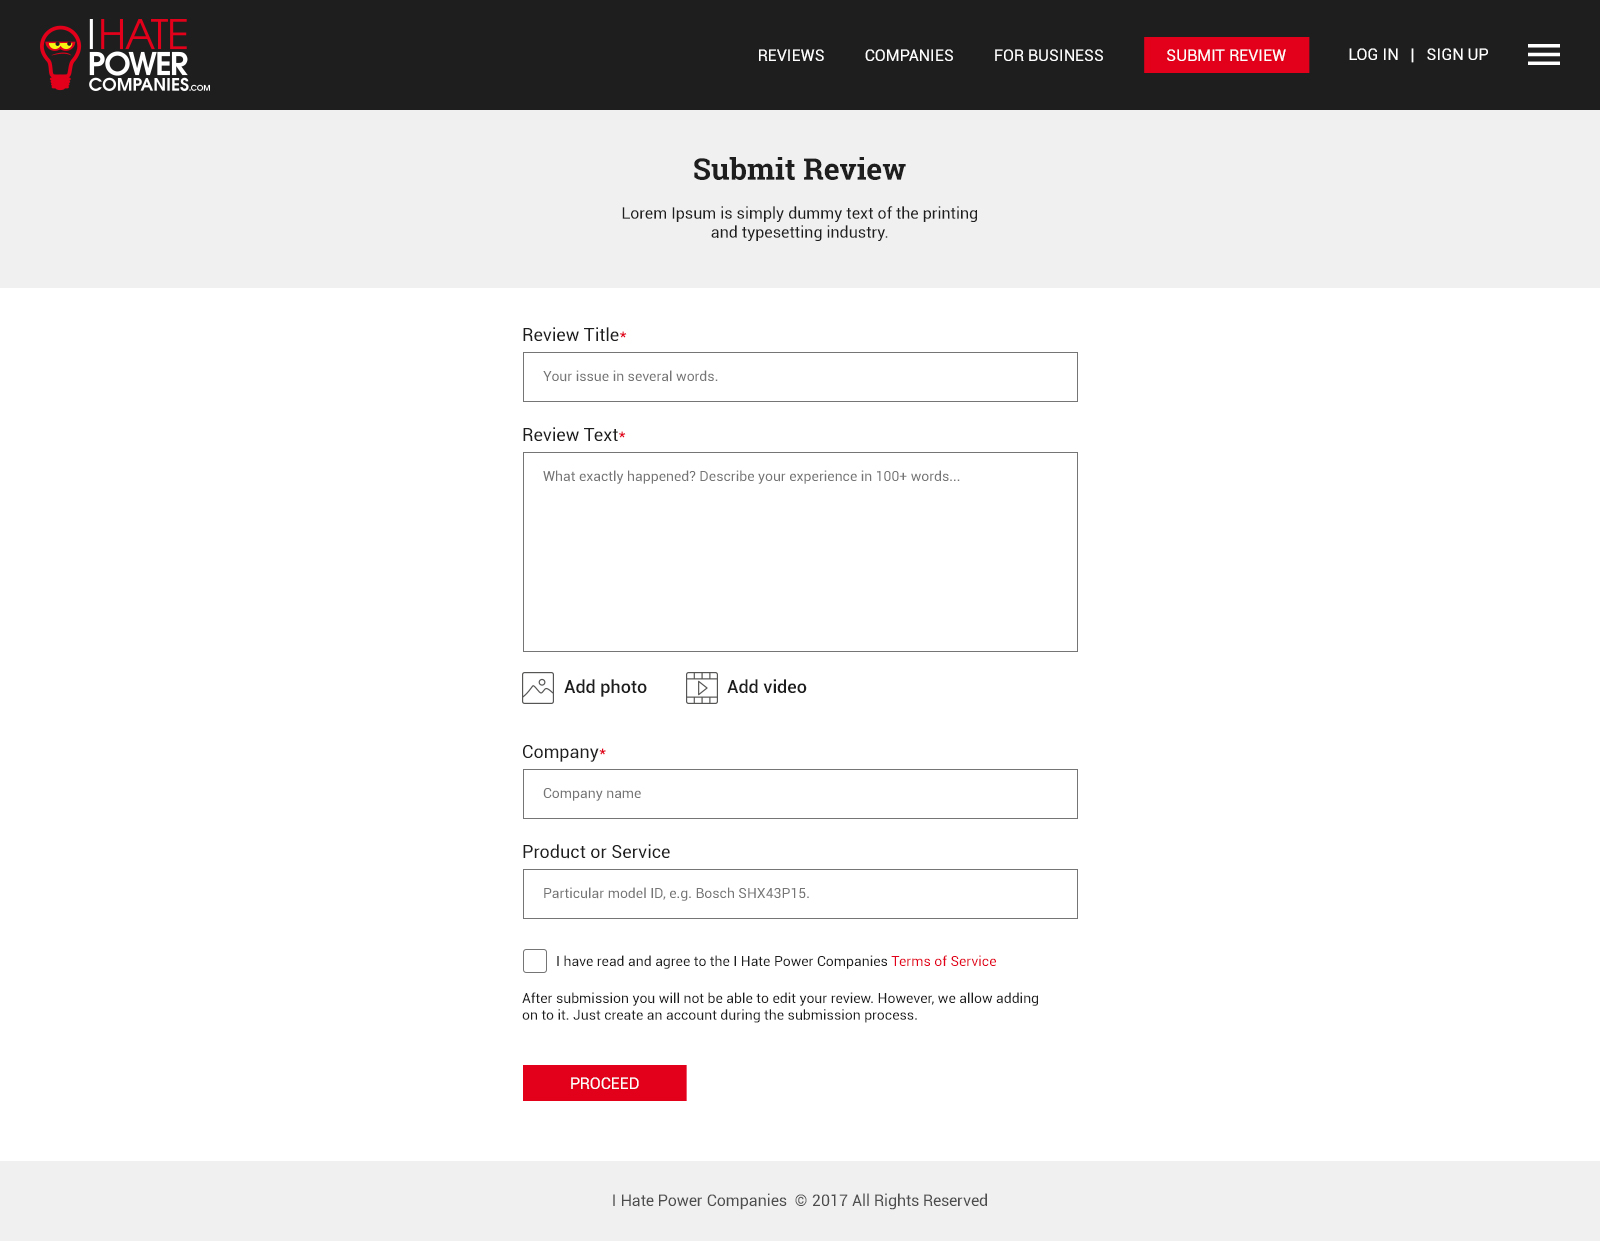 I HATE
POWER
COMPANIES.COM
REVIEWS COMPANIES FOR BUSINESS SUBMIT REVIEW LOG IN | SIGN UP
Submit Review
Lorem Ipsum is simply dummy text of the printing
and typesetting industry.
Review Title*
Your issue in several words.
Review Text*
What exactly happened? Describe your experience in 100+ words...
Add photo Add video
Company*
Company name
Product or Service
Particular model ID, e.g. Bosch SHX43P15.
I have read and agree to the I Hate Power Companies Terms of Service
After submission you will not be able to edit your review. However, we allow adding
on to it. Just create an account during the submission process.
PROCEED
I Hate Power Companies © 2017 All Rights Reserved